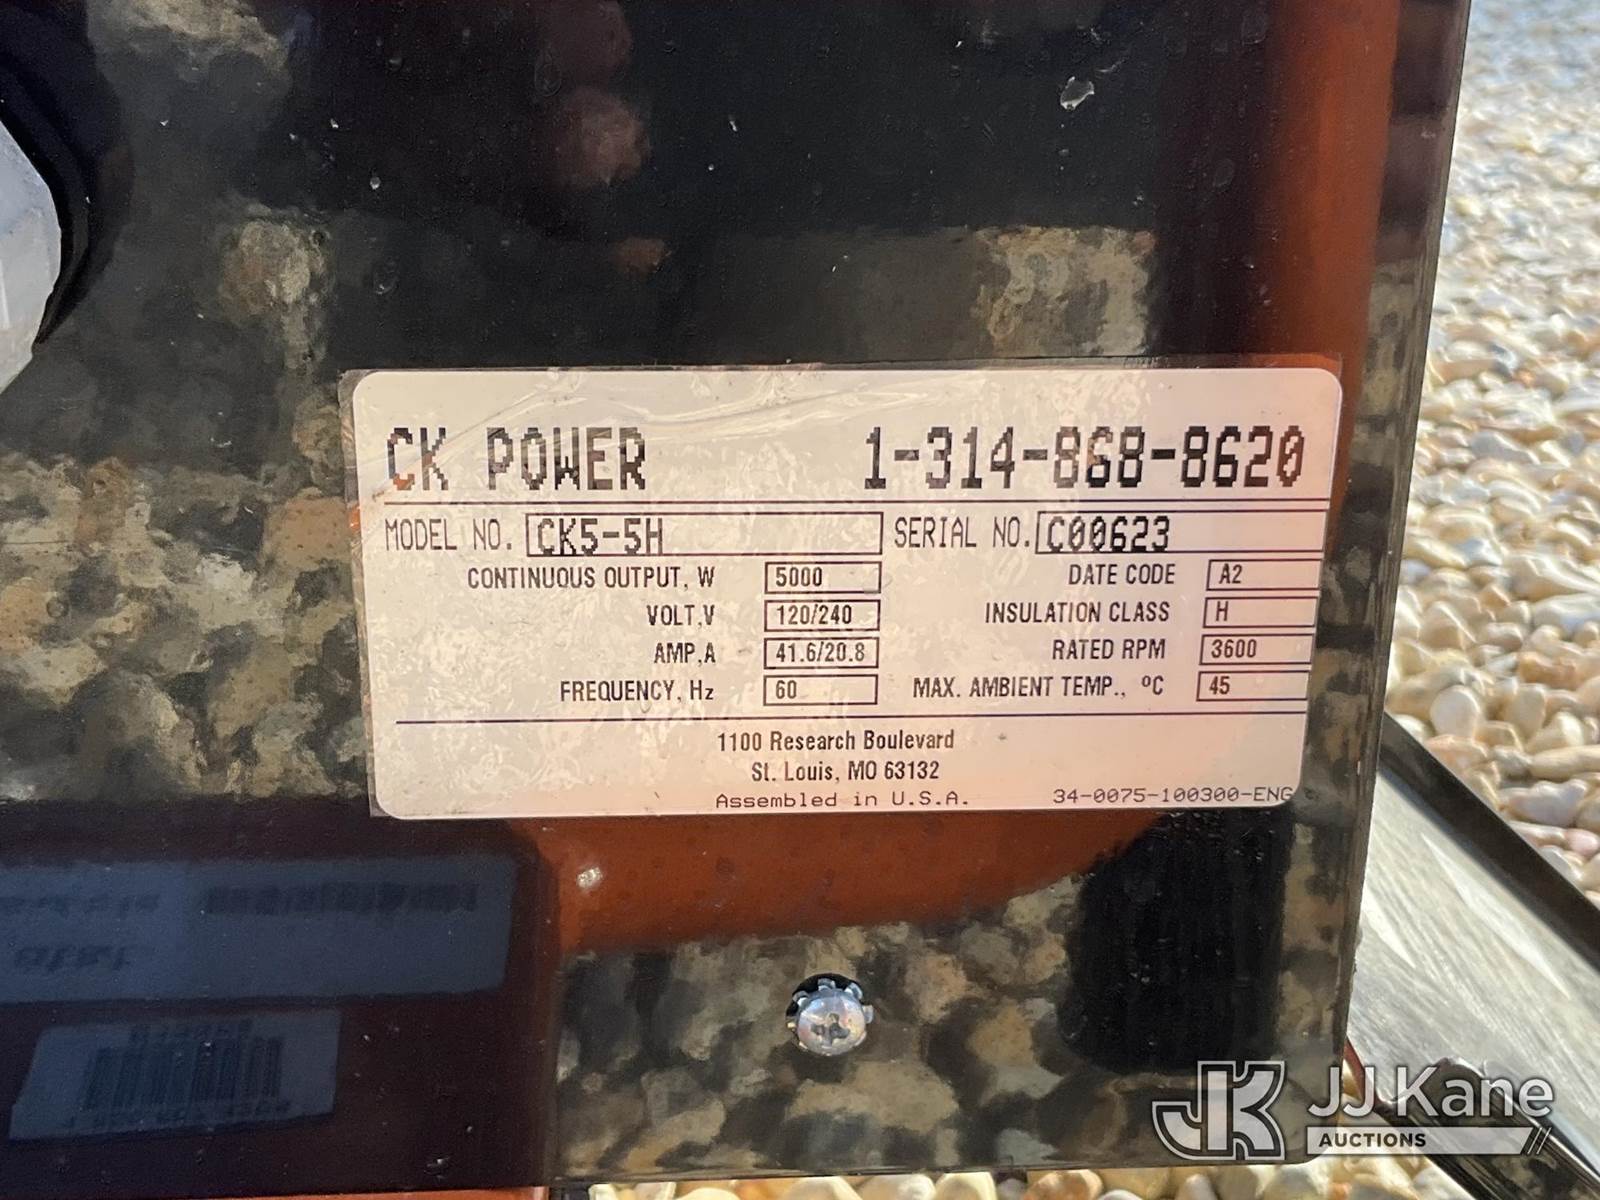 CK POWER 1-314-868-8620
MODEL NO. CK5-5H SERIAL NO. C00623
CONTINUOUS OUTPUT, W 5000 DATE CODE A2
VOLT,V 120/240 INSULATION CLASS H
AMP,A 41.6/20.8 RATED RPM 3600
FREQUENCY, Hz 60 MAX. AMBIENT TEMP., ºC 45
1100 Research Boulevard
St. Louis, MO 63132
Assembled in U.S.A. 34-0075-100300-ENG
JK JJ Kane
AUCTIONS